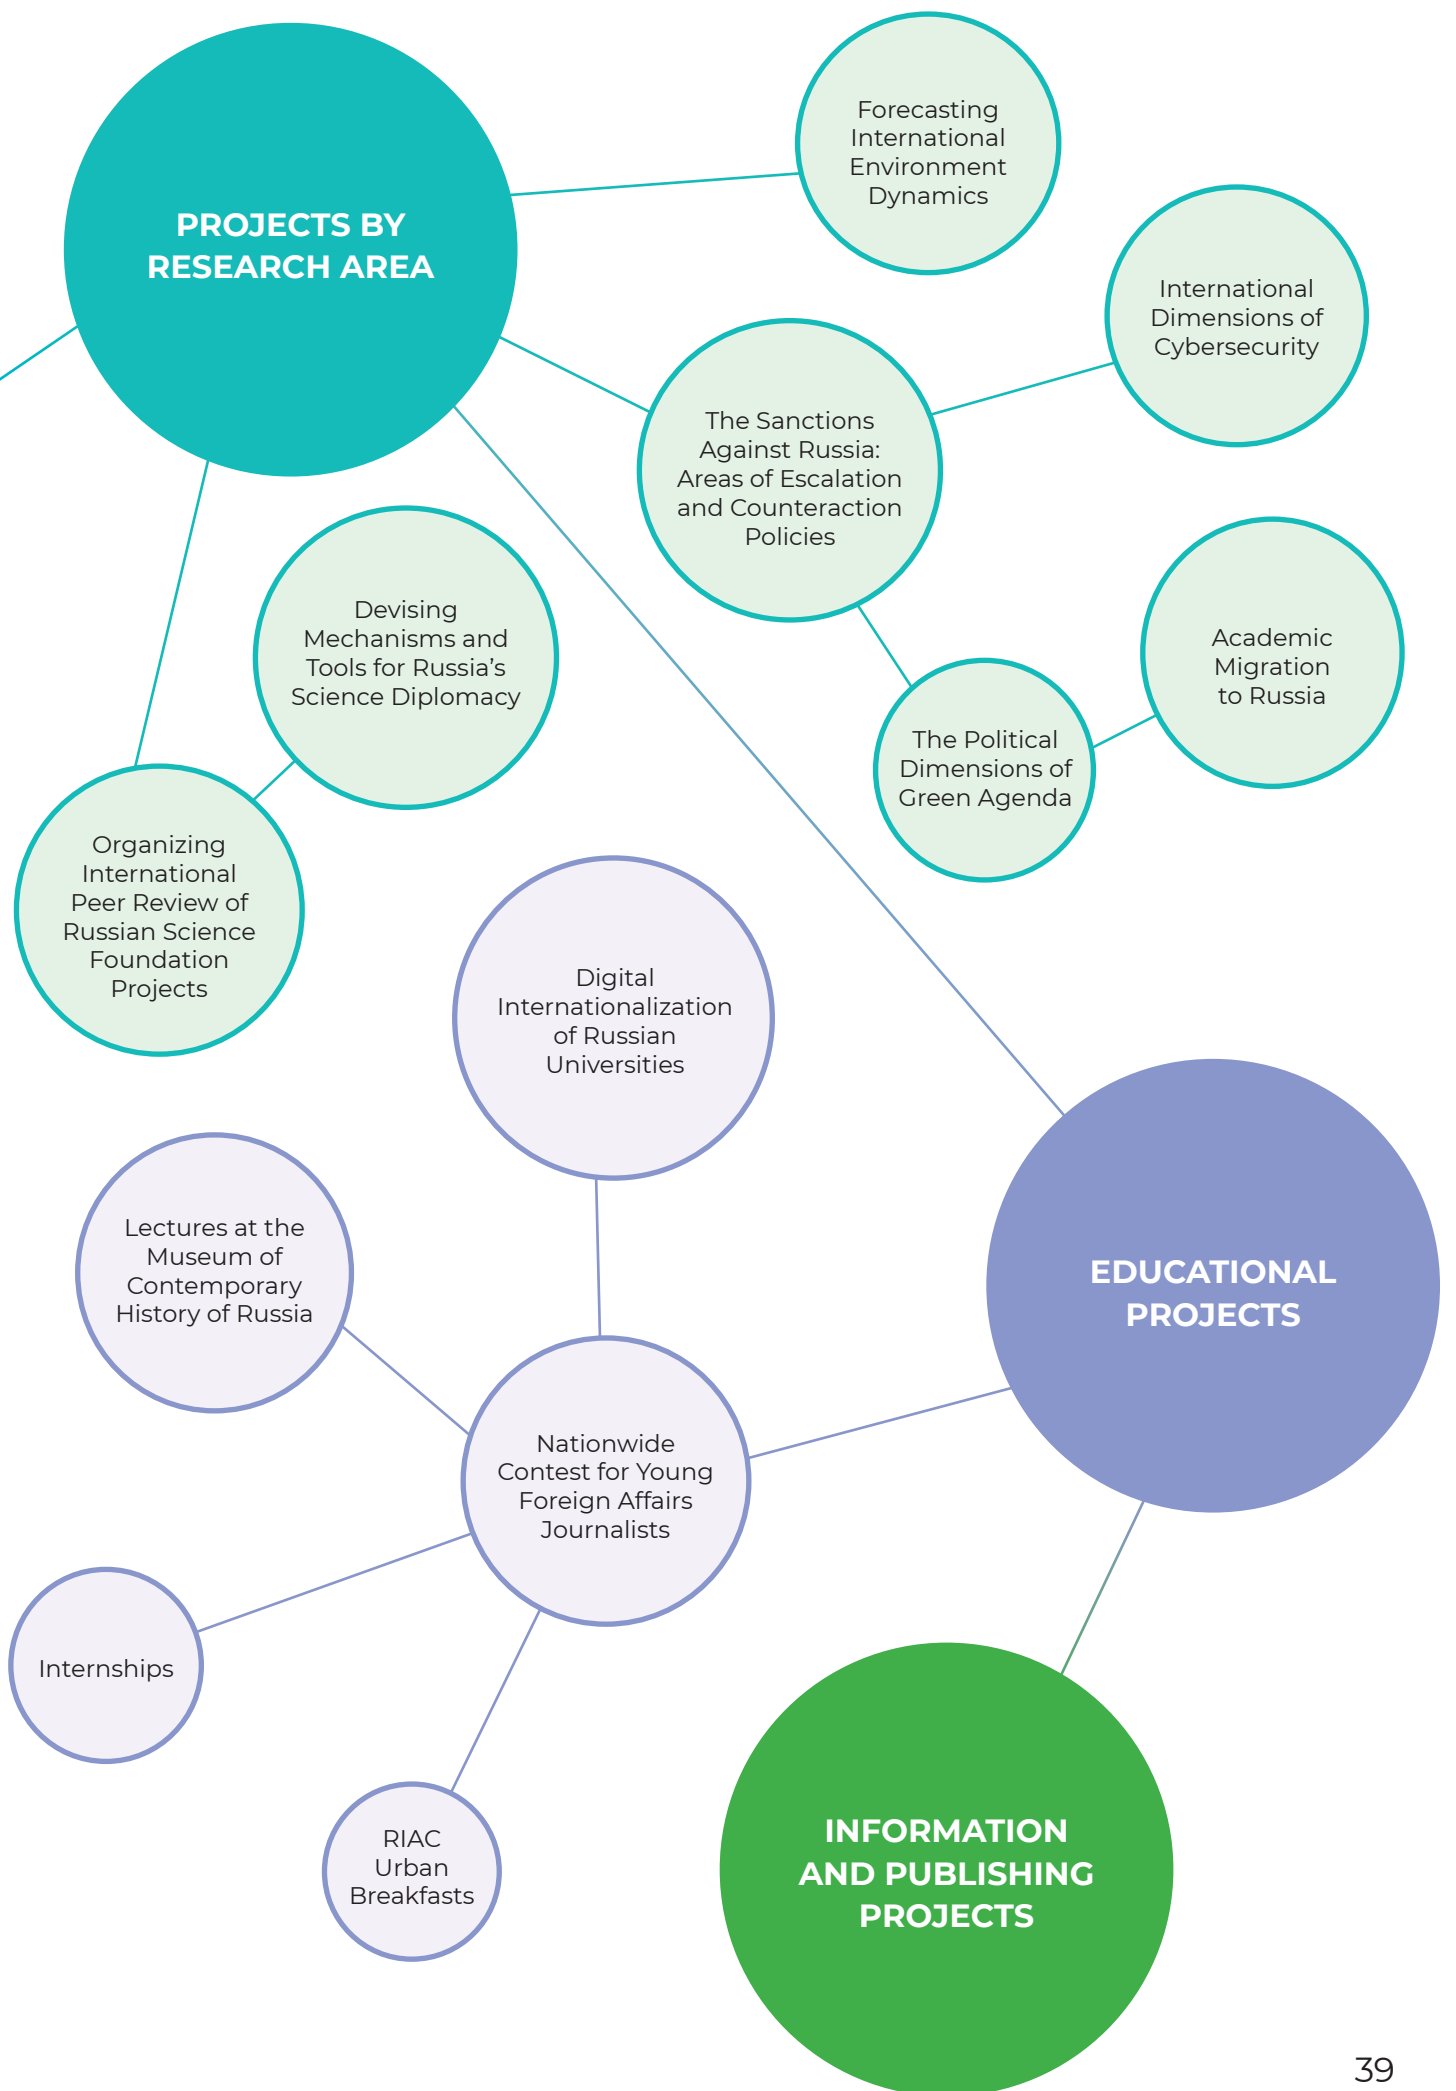 PROJECTS BY
RESEARCH AREA
Forecasting
International
Environment
Dynamics
International
Dimensions of
Cybersecurity
The Sanctions
Against Russia:
Areas of Escalation
and Counteraction
Policies
Devising
Mechanisms and
Tools for Russia’s
Science Diplomacy
Academic
Migration
to Russia
The Political
Dimensions of
Green Agenda
Organizing
International
Peer Review of
Russian Science
Foundation
Projects
Digital
Internationalization
of Russian
Universities
Lectures at the
Museum of
Contemporary
History of Russia
EDUCATIONAL
PROJECTS
Nationwide
Contest for Young
Foreign Affairs
Journalists
Internships
RIAC
Urban
Breakfasts
INFORMATION
AND PUBLISHING
PROJECTS
39